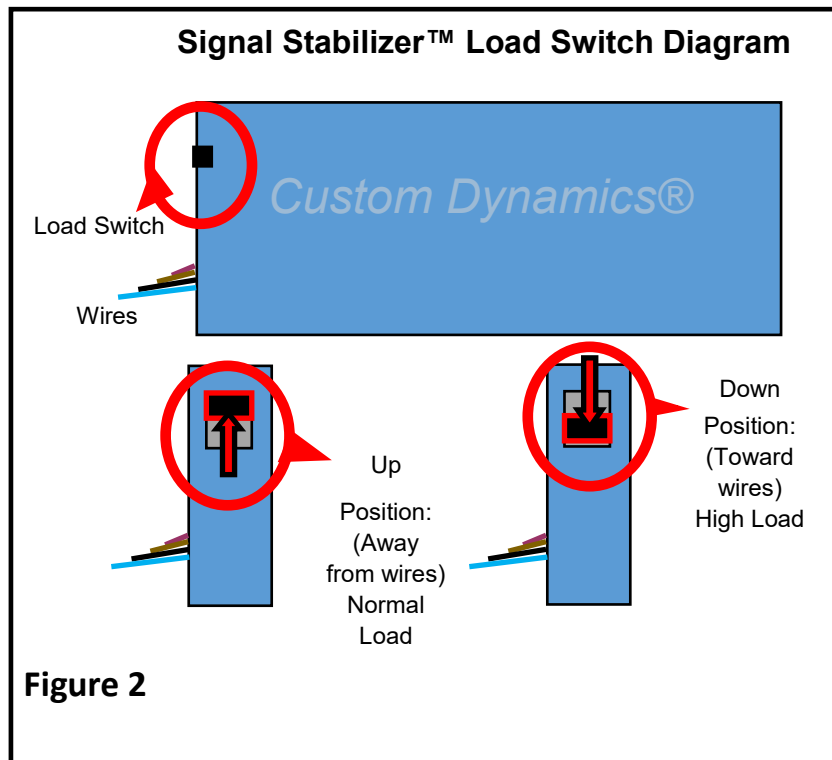 Signal Stabilizer™ Load Switch Diagram
Custom Dynamics®
Load Switch
Wires
Up
Position:
(Away
from wires)
Normal
Load
Down
Position:
(Toward
wires)
High Load
Figure 2